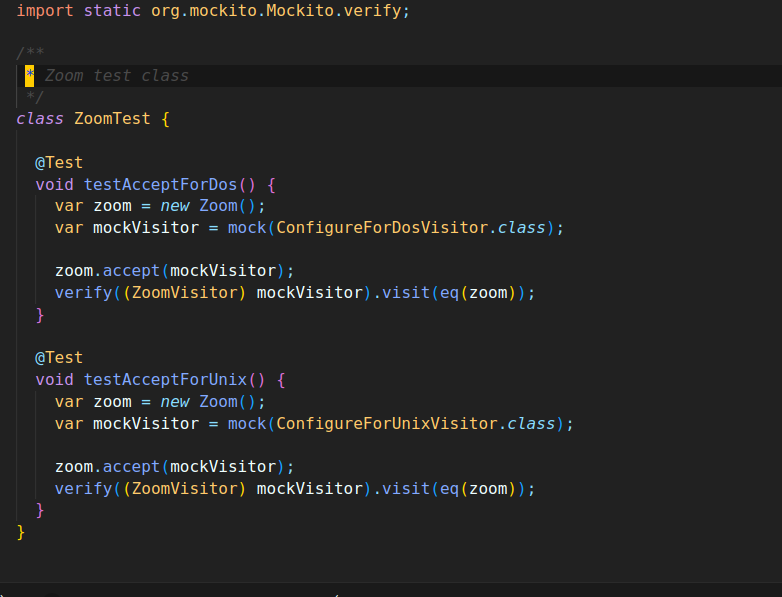 import static org.mockito.Mockito.verify;
/**
* Zoom test class
*/
class ZoomTest {
@Test
void testAcceptForDos() {
var zoom = new Zoom();
var mockVisitor = mock(ConfigureForDosVisitor.class);
zoom.accept(mockVisitor);
verify((ZoomVisitor) mockVisitor).visit(eq(zoom));
}
@Test
void testAcceptForUnix() {
var zoom = new Zoom();
var mockVisitor = mock(ConfigureForUnixVisitor.class);
zoom.accept(mockVisitor);
verify((ZoomVisitor) mockVisitor).visit(eq(zoom));
}
}